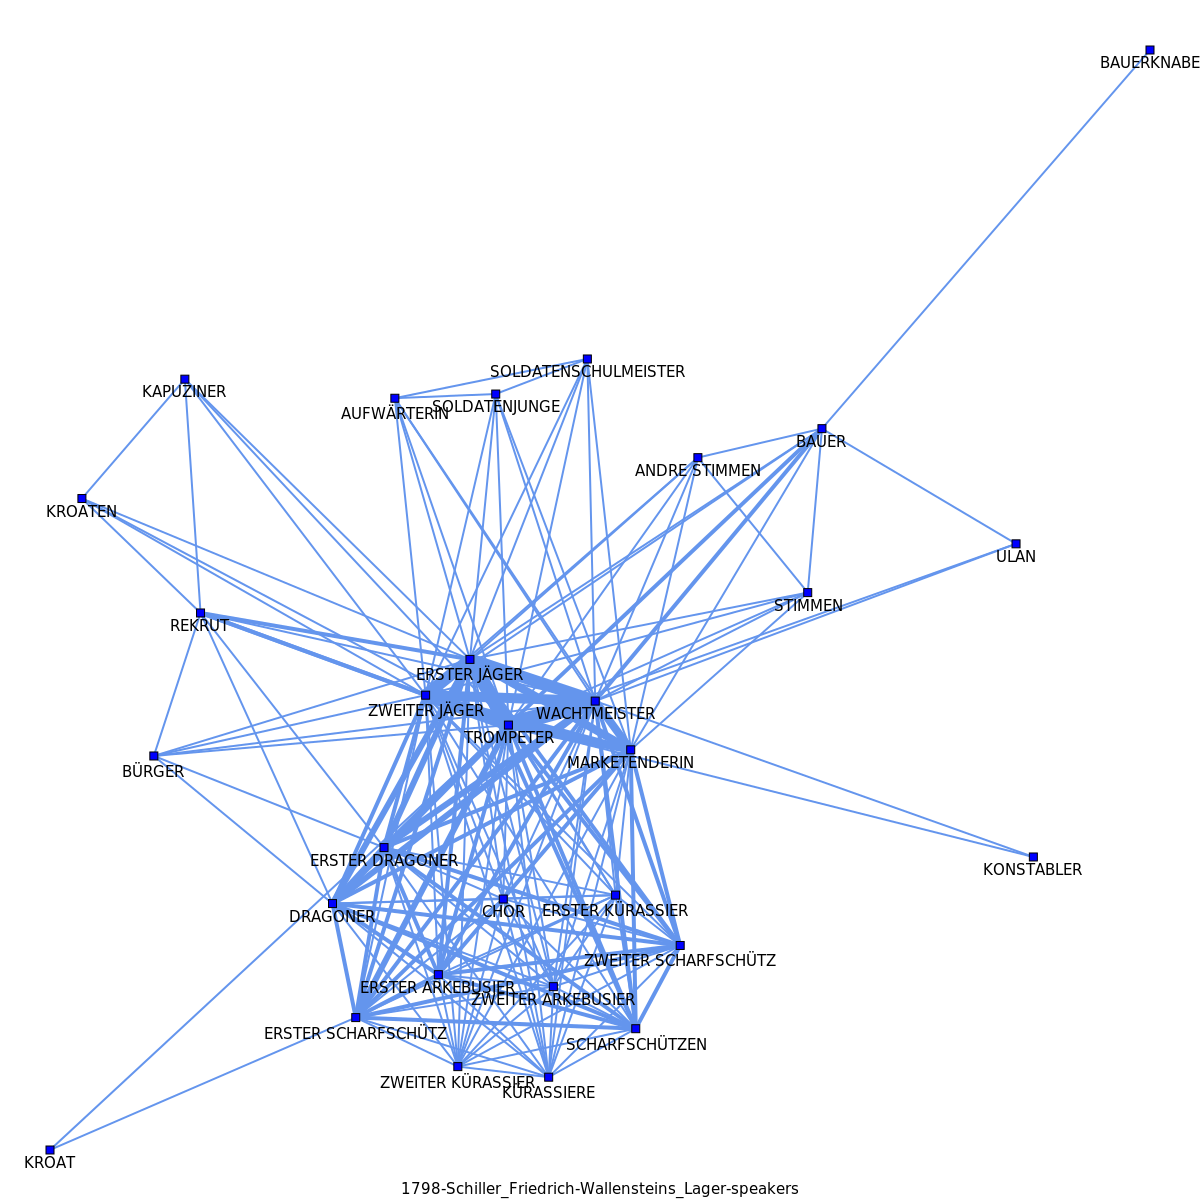 BAUERKNABE
SOLDATENSCHULMEISTER
KAPUZINER
SOLDATENJUNGE
AUFWÄRTERIN
BAUER
ANDRE STIMMEN
KROATEN
ULAN
STIMMEN
REKRUT
ERSTER JÄGER
ZWEITER JÄGER
WACHTMEISTER
TROMPETER
MARKETENDERIN
BÜRGER
ERSTER DRAGONER
KONSTABLER
DRAGONER
CHOR
ERSTER KÜRASSIER
ZWEITER SCHARFSCHÜTZ
ERSTER ARKEBUSIER
ZWEITER ARKEBUSIER
ERSTER SCHARFSCHÜTZ
SCHARFSCHÜTZEN
ZWEITER KÜRASSIER
KÜRASSIERE
KROAT
1798-Schiller_Friedrich-Wallensteins_Lager-speakers